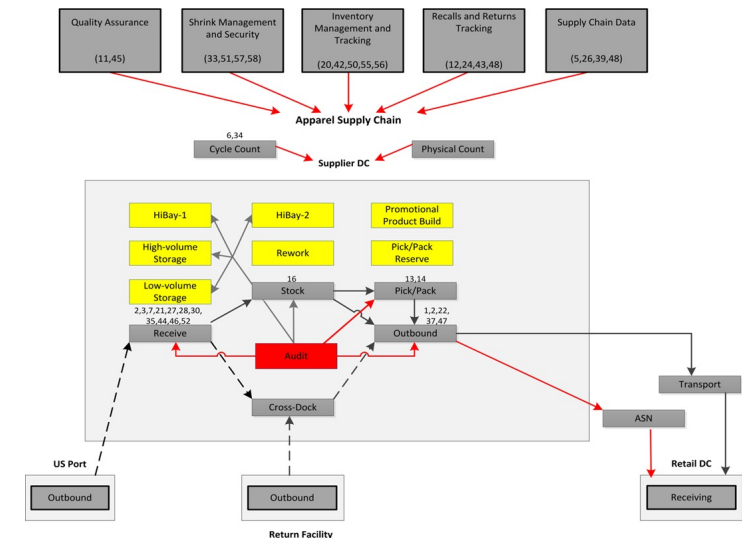 Quality Assurance
(11,45)
Shrink Management
and Security
(33,51,57,58)
Inventory
Management and
Tracking
(20,42,50,55,56)
Recalls and Returns
Tracking
(12,24,43,48)
Supply Chain Data
(5,26,39,48)
Apparel Supply Chain
6,34
Cycle Count
Physical Count
Supplier DC
HiBay-1
HiBay-2
Promotional
Product Build
High-volume
Storage
Rework
Pick/Pack
Reserve
Low-volume
Storage
16
Stock
13,14
Pick/Pack
2,3,7,21,27,28,30,
35,44,46,52
Receive
1,2,22,
37,47
Outbound
Audit
Transport
Cross-Dock
ASN
US Port
Outbound
Outbound
Return Facility
Retail DC
Receiving